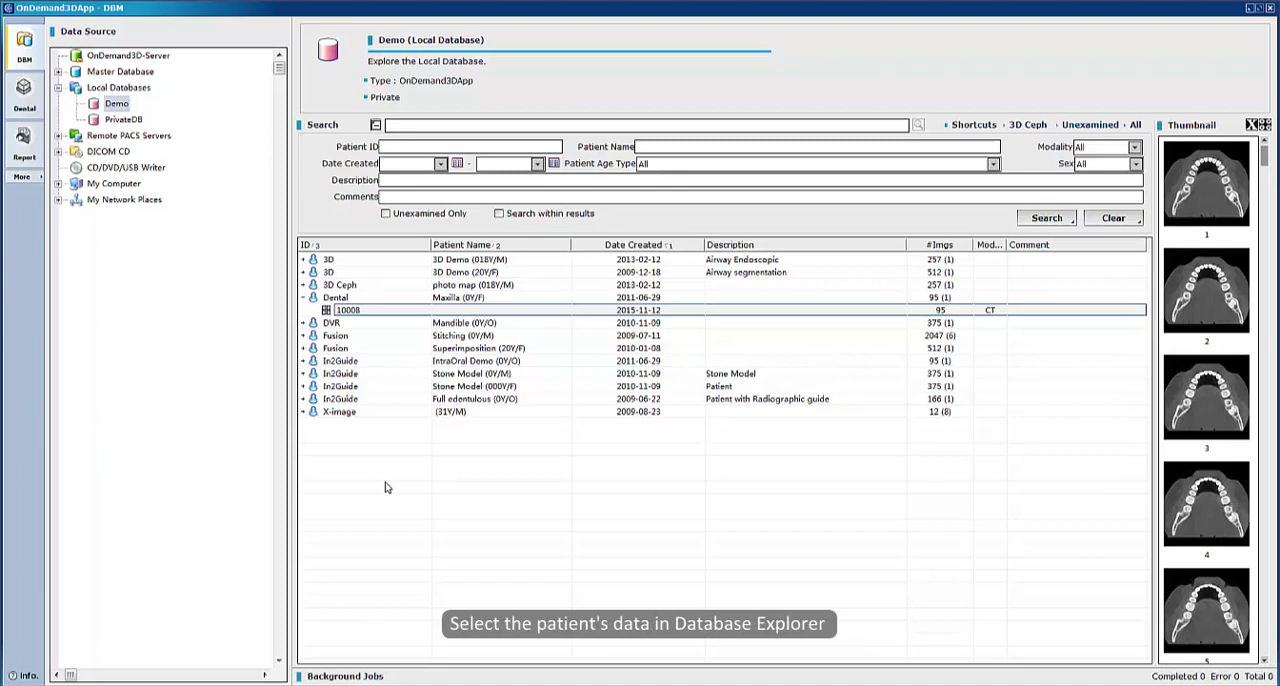 OnDemand3DApp - DBM
DBM
Dental
Report
More
Info.
Data Source
OnDemand3D-Server
Master Database
Local Databases
Demo
PrivateDB
Remote PACS Servers
DICOM CD
CD/DVD/USB Writer
My Computer
My Network Places
Demo (Local Database)
Explore the Local Database.
Type : OnDemand3DApp
Private
Search
Shortcuts 3D Ceph Unexamined All
Patient ID Patient Name Modality All
Date Created - Patient Age Type All Sex All
Description
Comments
Unexamined Only Search within results
Search Clear
ID 3 Patient Name 2 Date Created 1 Description #Imgs Mod... Comment
3D 3D Demo (018Y/M) 2013-02-12 Airway Endoscopic 257 (1)
3D 3D Demo (20Y/F) 2009-12-18 Airway segmentation 512 (1)
3D Ceph photo map (018Y/M) 2013-02-12 257 (1)
Dental Maxilla (0Y/F) 2011-06-29 95 (1)
10008 2015-11-12 95 CT
DVR Mandible (0Y/O) 2010-11-09 375 (1)
Fusion Stitching (0Y/M) 2009-07-11 2047 (6)
Fusion Superimposition (20Y/F) 2010-01-08 512 (1)
In2Guide IntraOral Demo (0Y/O) 2011-06-29 95 (1)
In2Guide Stone Model (0Y/M) 2010-11-09 Stone Model 375 (1)
In2Guide Stone Model (000Y/F) 2010-11-09 Patient 375 (1)
In2Guide Full edentulous (0Y/O) 2009-06-22 Patient with Radiographic guide 166 (1)
X-image (31Y/M) 2009-08-23 12 (8)
Select the patient's data in Database Explorer
Thumbnail
1
2
3
4
5
Background Jobs
Completed 0 Error 0 Total 0